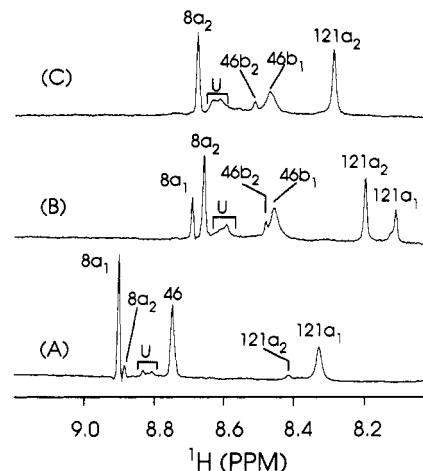 8a₂
121a₂
46b₁
46b₂
U
(C)
8a₂
8a₁
121a₂
121a₁
46b₂
46b₁
U
(B)
8a₁
8a₂
46
U
121a₂
121a₁
(A)
9.0 8.8 8.6 8.4 8.2
¹H (PPM)